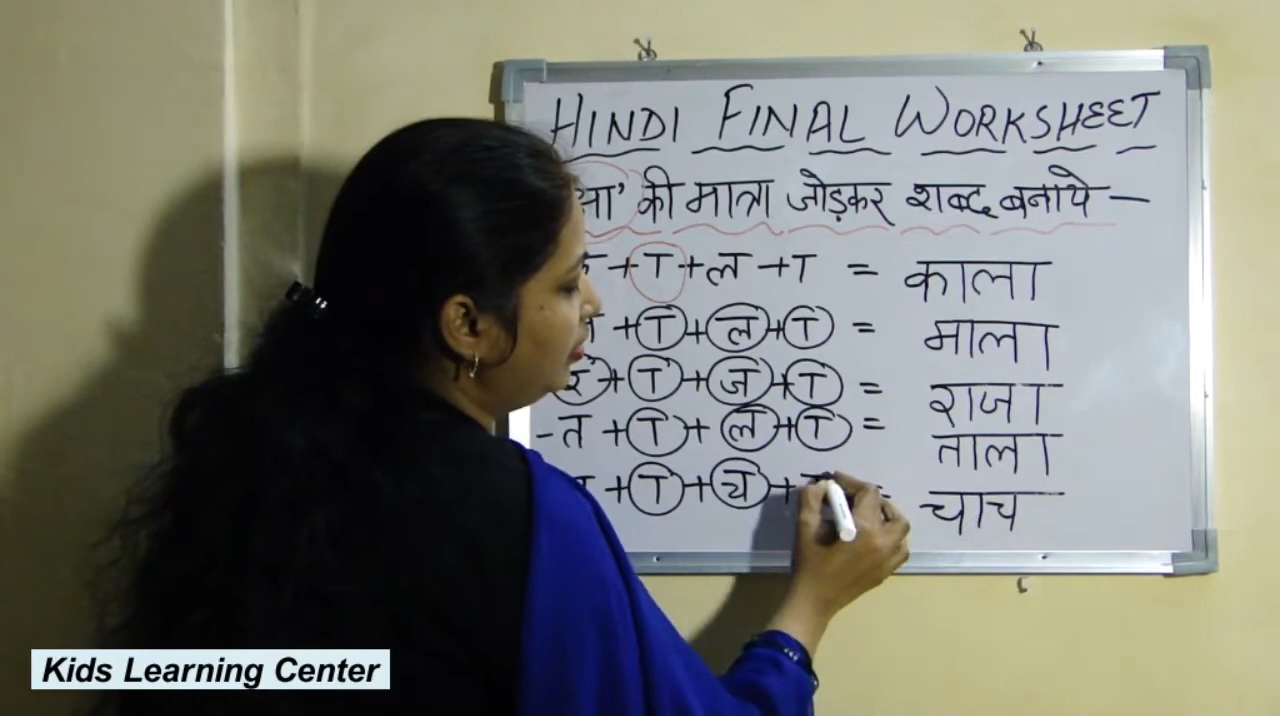 HINDI FINAL WORKSHEET
की मात्रा जोड़कर शब्द बनाये —
+ ा + ल + ा = काला
+ ा + ल + ा = माला
र + ा + ज + ा = राजा
- त + ा + ल + ा = ताला
+ ा + च + = चाच
Kids Learning Center